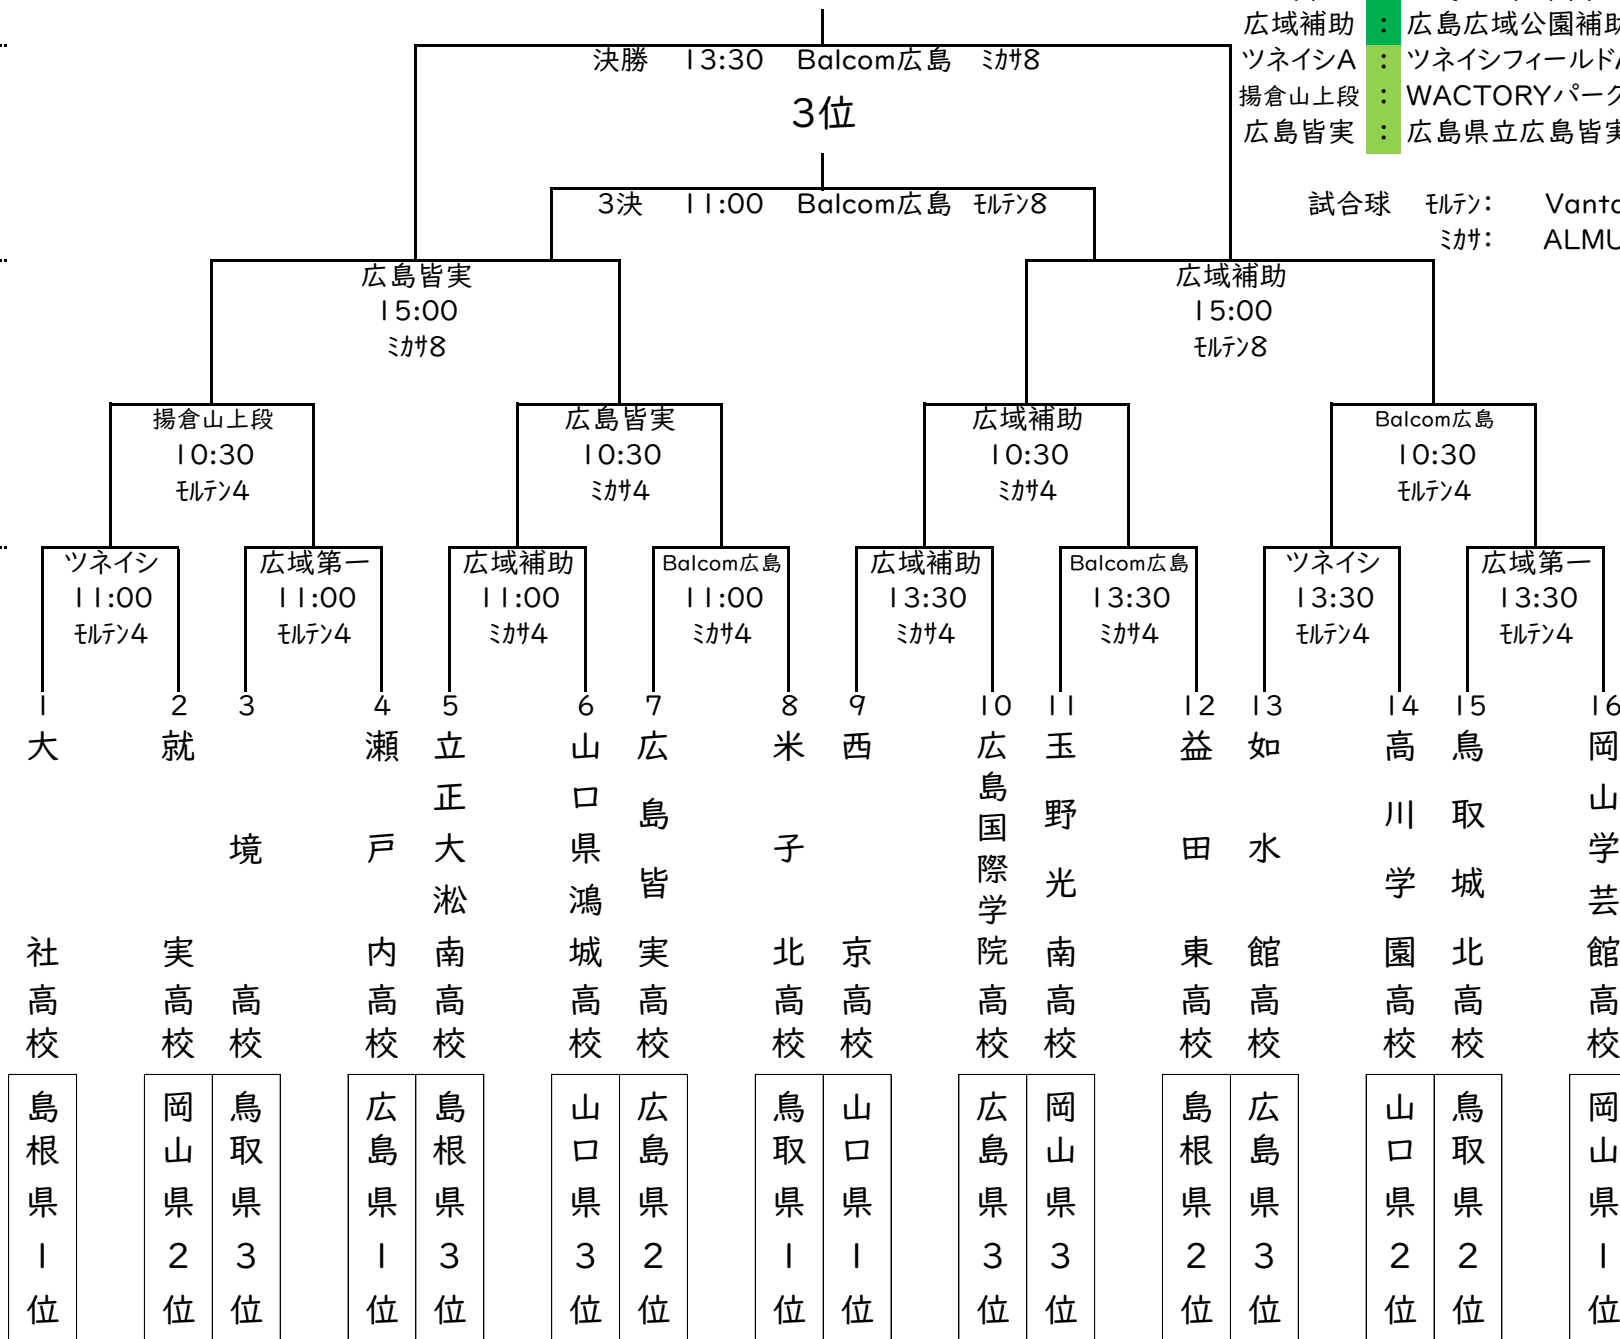 広域補助 : 広島広域公園補助
ツネイシA : ツネイシフィールド
揚倉山上段 : WACTORYパーク
広島皆実 : 広島県立広島皆実
決勝 13:30 Balcom広島 ﾐｶｻ8
3位
3決 11:00 Balcom広島 ﾓﾙﾃﾝ8
試合球 ﾓﾙﾃﾝ: Vanta
ﾐｶｻ: ALMU
広島皆実
15:00
ﾐｶｻ8
広域補助
15:00
ﾓﾙﾃﾝ8
揚倉山上段
10:30
ﾓﾙﾃﾝ4
広島皆実
10:30
ﾐｶｻ4
広域補助
10:30
ﾐｶｻ4
Balcom広島
10:30
ﾓﾙﾃﾝ4
ツネイシ
11:00
ﾓﾙﾃﾝ4
広域第一
11:00
ﾓﾙﾃﾝ4
広域補助
11:00
ﾐｶｻ4
Balcom広島
11:00
ﾐｶｻ4
広域補助
13:30
ﾐｶｻ4
Balcom広島
13:30
ﾐｶｻ4
ツネイシ
13:30
ﾓﾙﾃﾝ4
広域第一
13:30
ﾓﾙﾃﾝ4
1
大社高校
島根県1位
2
就実高校
岡山県2位
3
境高校
鳥取県3位
4
瀬戸内高校
広島県1位
5
立正大淞南高校
島根県3位
6
山口県鴻城高校
山口県3位
7
広島皆実高校
広島県2位
8
米子北高校
鳥取県1位
9
西京高校
山口県1位
10
広島国際学院高校
広島県3位
11
玉野光南高校
岡山県3位
12
益田東高校
島根県2位
13
如水館高校
広島県3位
14
高川学園高校
山口県2位
15
鳥取城北高校
鳥取県2位
16
岡山学芸館高校
岡山県1位